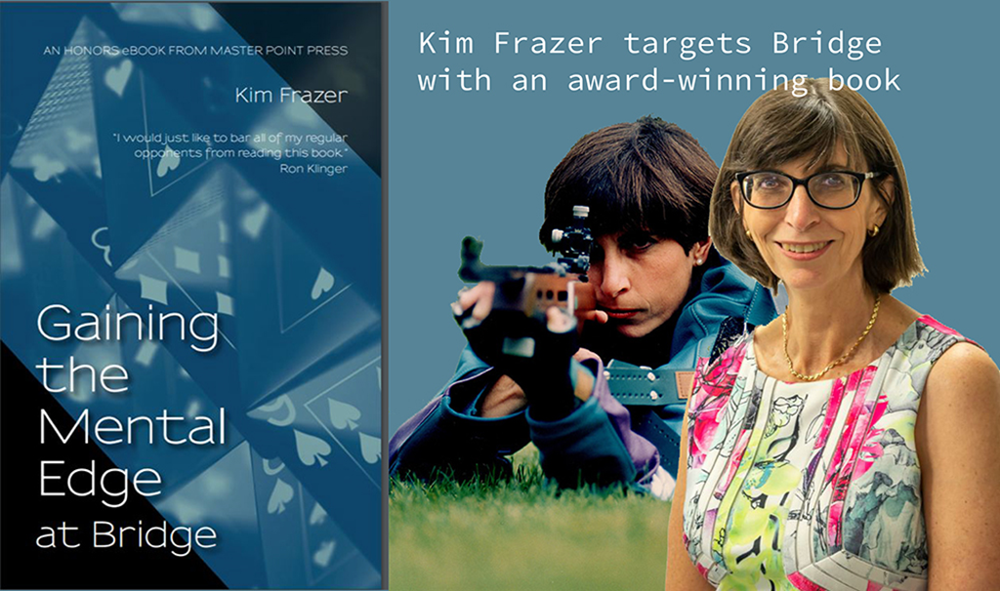 AN HONORS eBOOK FROM MASTER POINT PRESS
Kim Frazer
"I would just like to bar all of my regular
opponents from reading this book."
Ron Klinger
Gaining
the
Mental
Edge
at Bridge
Kim Frazer targets Bridge
with an award-winning book